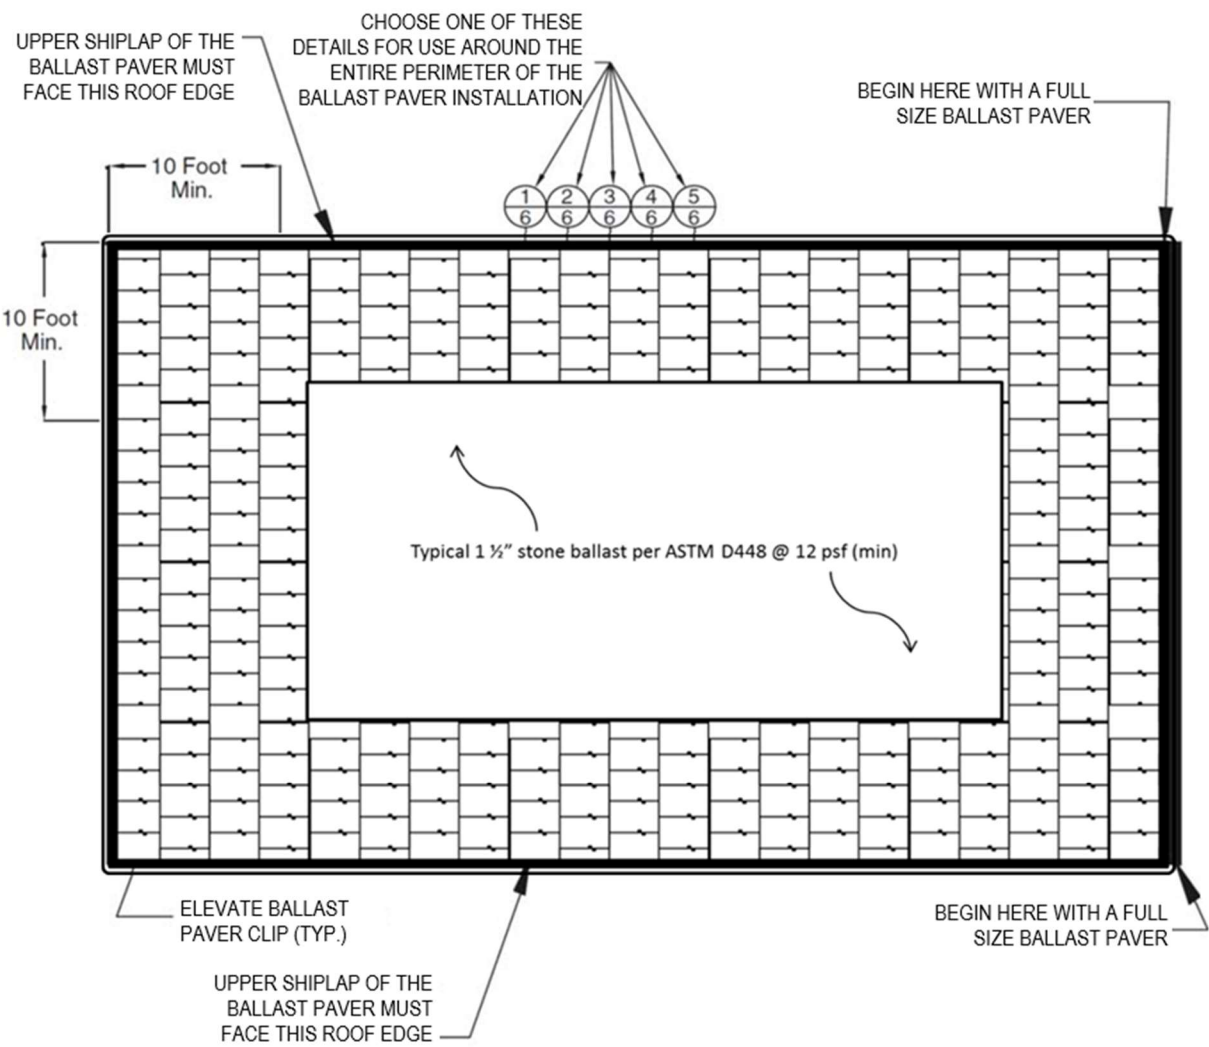 CHOOSE ONE OF THESE
DETAILS FOR USE AROUND THE
ENTIRE PERIMETER OF THE
BALLAST PAVER INSTALLATION
UPPER SHIPLAP OF THE
BALLAST PAVER MUST
FACE THIS ROOF EDGE
BEGIN HERE WITH A FULL
SIZE BALLAST PAVER
10 Foot
Min.
1 2 3 4 5
6 6 6 6 6
10 Foot
Min.
Typical 1 ½” stone ballast per ASTM D448 @ 12 psf (min)
ELEVATE BALLAST
PAVER CLIP (TYP.)
BEGIN HERE WITH A FULL
SIZE BALLAST PAVER
UPPER SHIPLAP OF THE
BALLAST PAVER MUST
FACE THIS ROOF EDGE